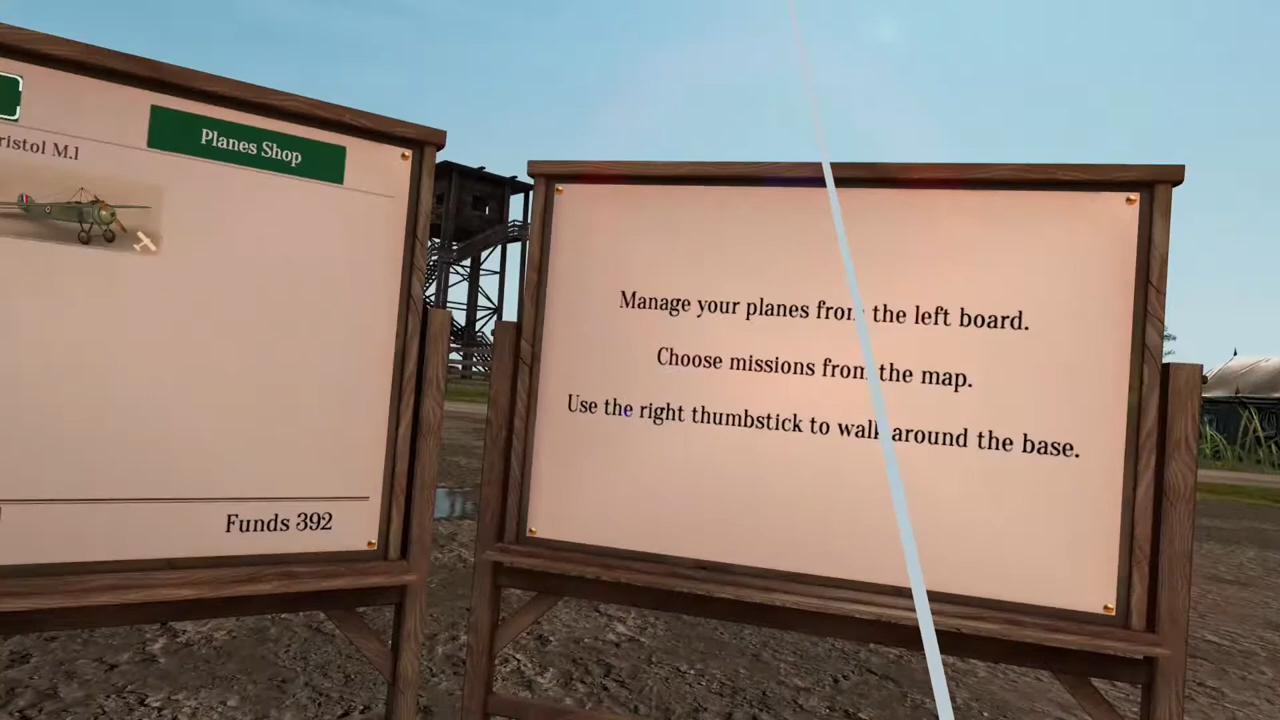 Planes Shop
M.1
Funds 392
Manage your planes from the left board.
Choose missions from the map.
Use the right thumbstick to walk around the base.